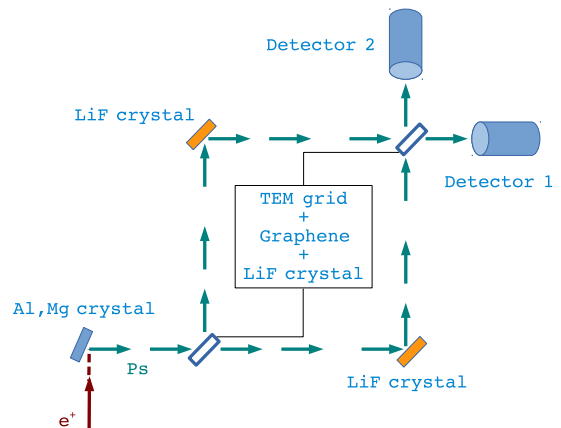 Detector 2
LiF crystal
Detector 1
TEM grid
+
Graphene
+
LiF crystal
Al,Mg crystal
Ps
LiF crystal
e⁺